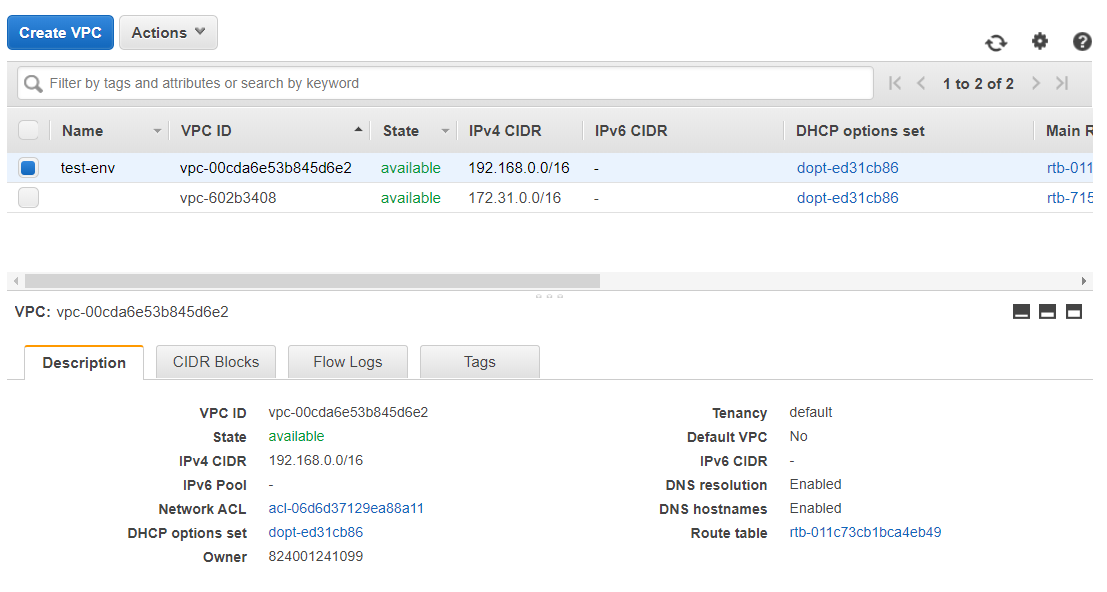 Create VPC Actions
Filter by tags and attributes or search by keyword 1 to 2 of 2
Name VPC ID State IPv4 CIDR IPv6 CIDR DHCP options set Main R
test-env vpc-00cda6e53b845d6e2 available 192.168.0.0/16 - dopt-ed31cb86 rtb-011
vpc-602b3408 available 172.31.0.0/16 - dopt-ed31cb86 rtb-715
VPC: vpc-00cda6e53b845d6e2
Description CIDR Blocks Flow Logs Tags
VPC ID vpc-00cda6e53b845d6e2 Tenancy default
State available Default VPC No
IPv4 CIDR 192.168.0.0/16 IPv6 CIDR -
IPv6 Pool - DNS resolution Enabled
Network ACL acl-06d6d37129ea88a11 DNS hostnames Enabled
DHCP options set dopt-ed31cb86 Route table rtb-011c73cb1bca4eb49
Owner 824001241099